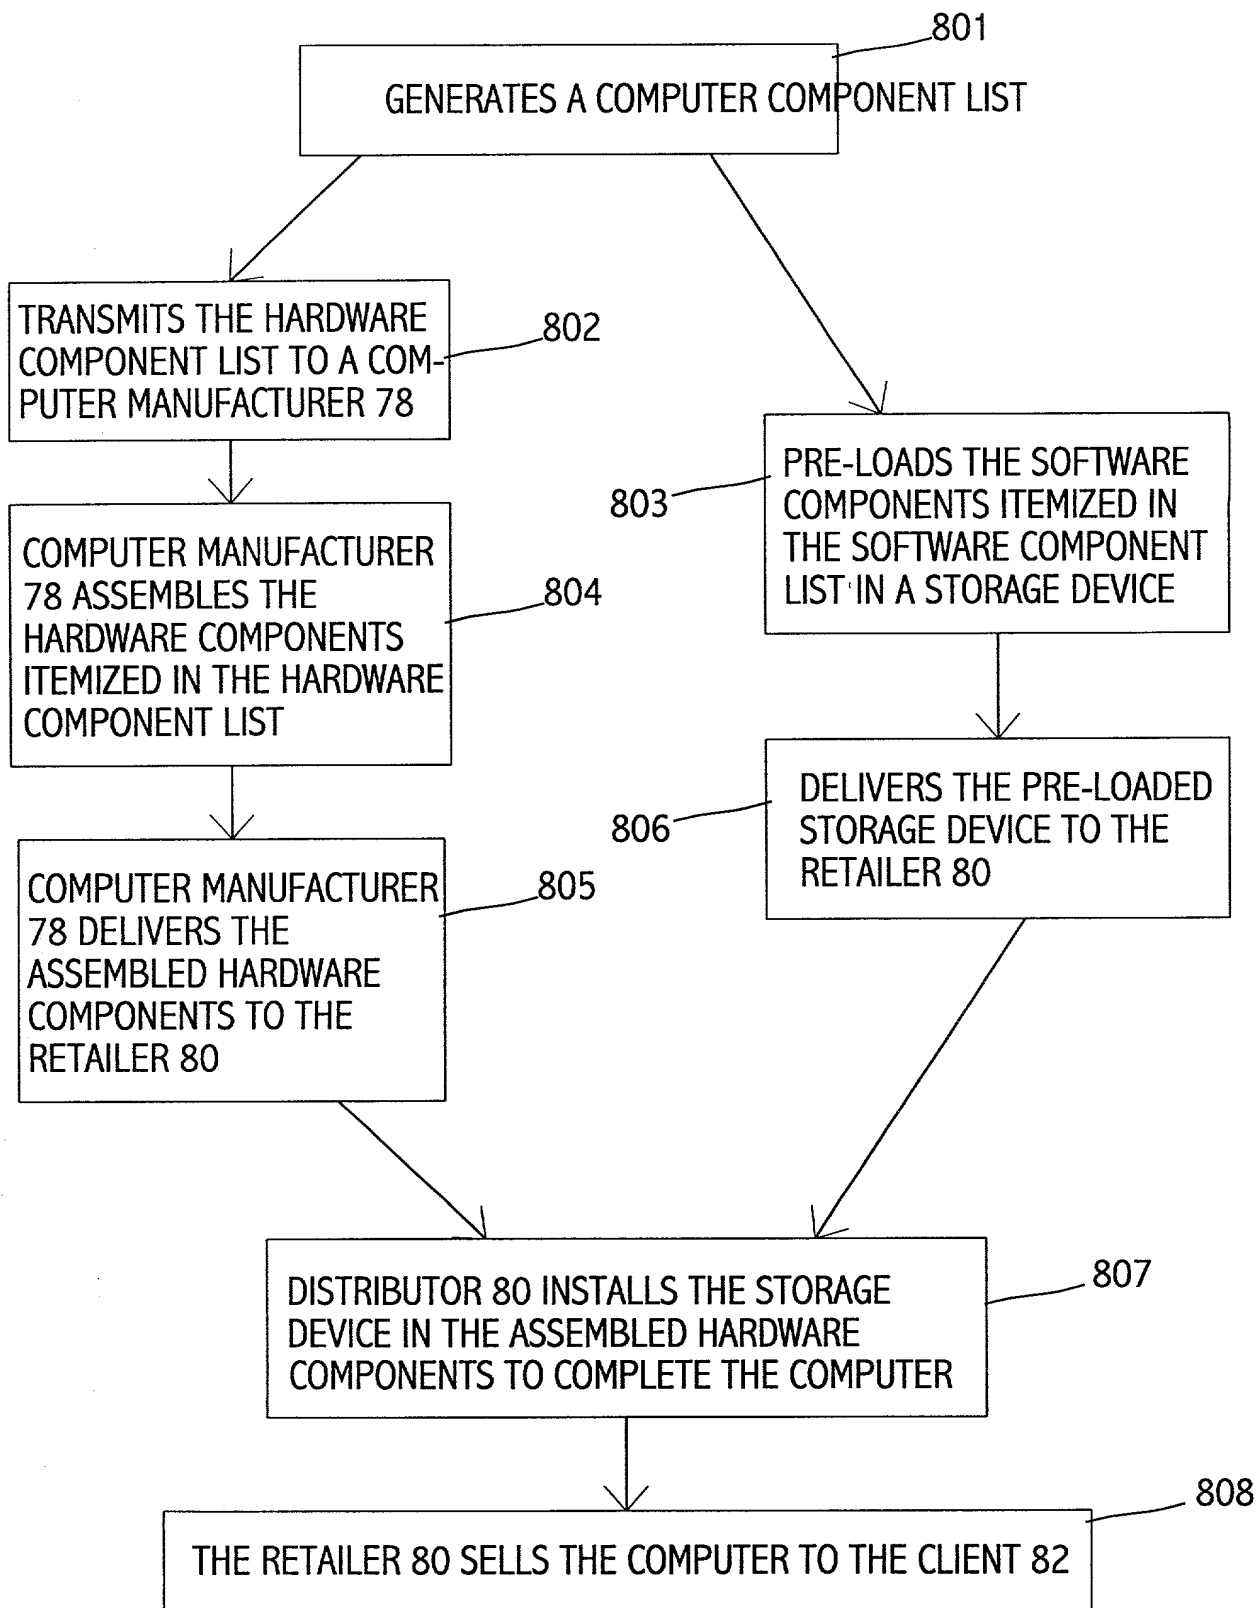 801
GENERATES A COMPUTER COMPONENT LIST
TRANSMITS THE HARDWARE
COMPONENT LIST TO A COM-
PUTER MANUFACTURER 78
802
803
PRE-LOADS THE SOFTWARE
COMPONENTS ITEMIZED IN
THE SOFTWARE COMPONENT
LIST IN A STORAGE DEVICE
COMPUTER MANUFACTURER
78 ASSEMBLES THE
HARDWARE COMPONENTS
ITEMIZED IN THE HARDWARE
COMPONENT LIST
804
COMPUTER MANUFACTURER
78 DELIVERS THE
ASSEMBLED HARDWARE
COMPONENTS TO THE
RETAILER 80
805
806
DELIVERS THE PRE-LOADED
STORAGE DEVICE TO THE
RETAILER 80
DISTRIBUTOR 80 INSTALLS THE STORAGE
DEVICE IN THE ASSEMBLED HARDWARE
COMPONENTS TO COMPLETE THE COMPUTER
807
808
THE RETAILER 80 SELLS THE COMPUTER TO THE CLIENT 82